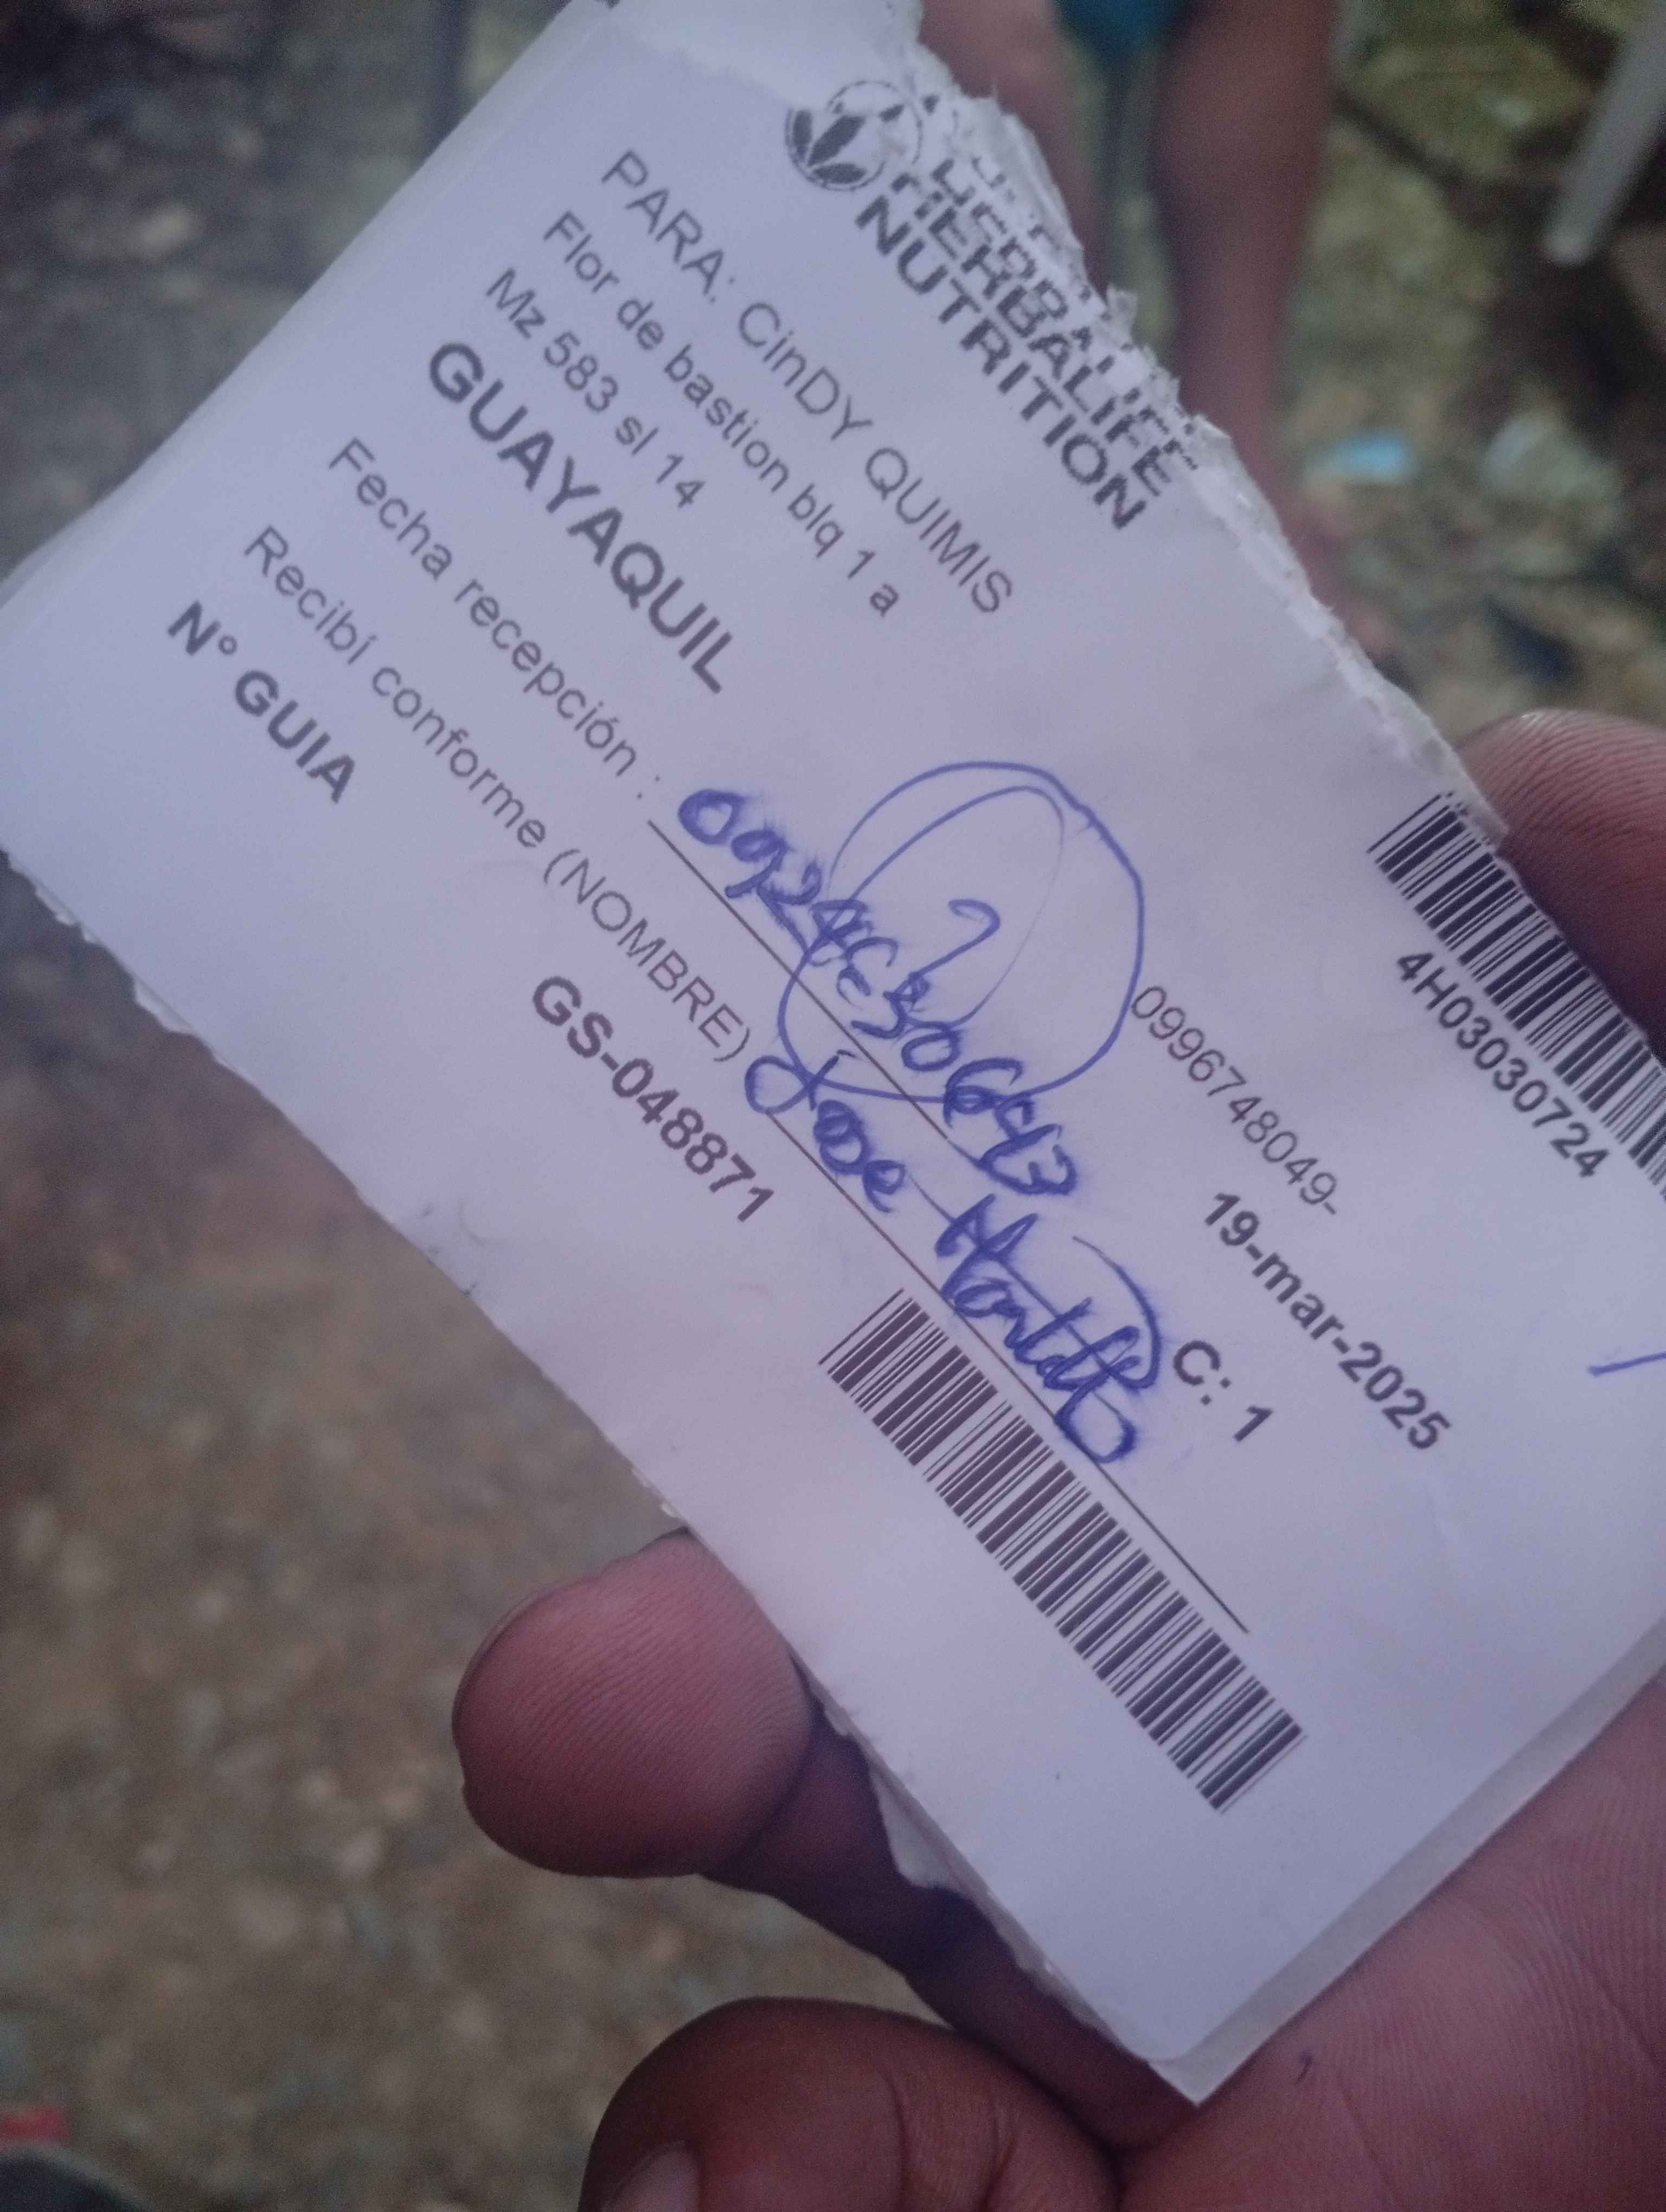 HERBALIFE
NUTRITION
4H03030724
PARA: CinDY QUIMIS
Flor de bastion blq 1 a
Mz 583 sl 14
0996748049-
GUAYAQUIL
19-mar-2025
Fecha recepción :
Recibí conforme (NOMBRE) Jose
C: 1
N° GUIA
GS-048871